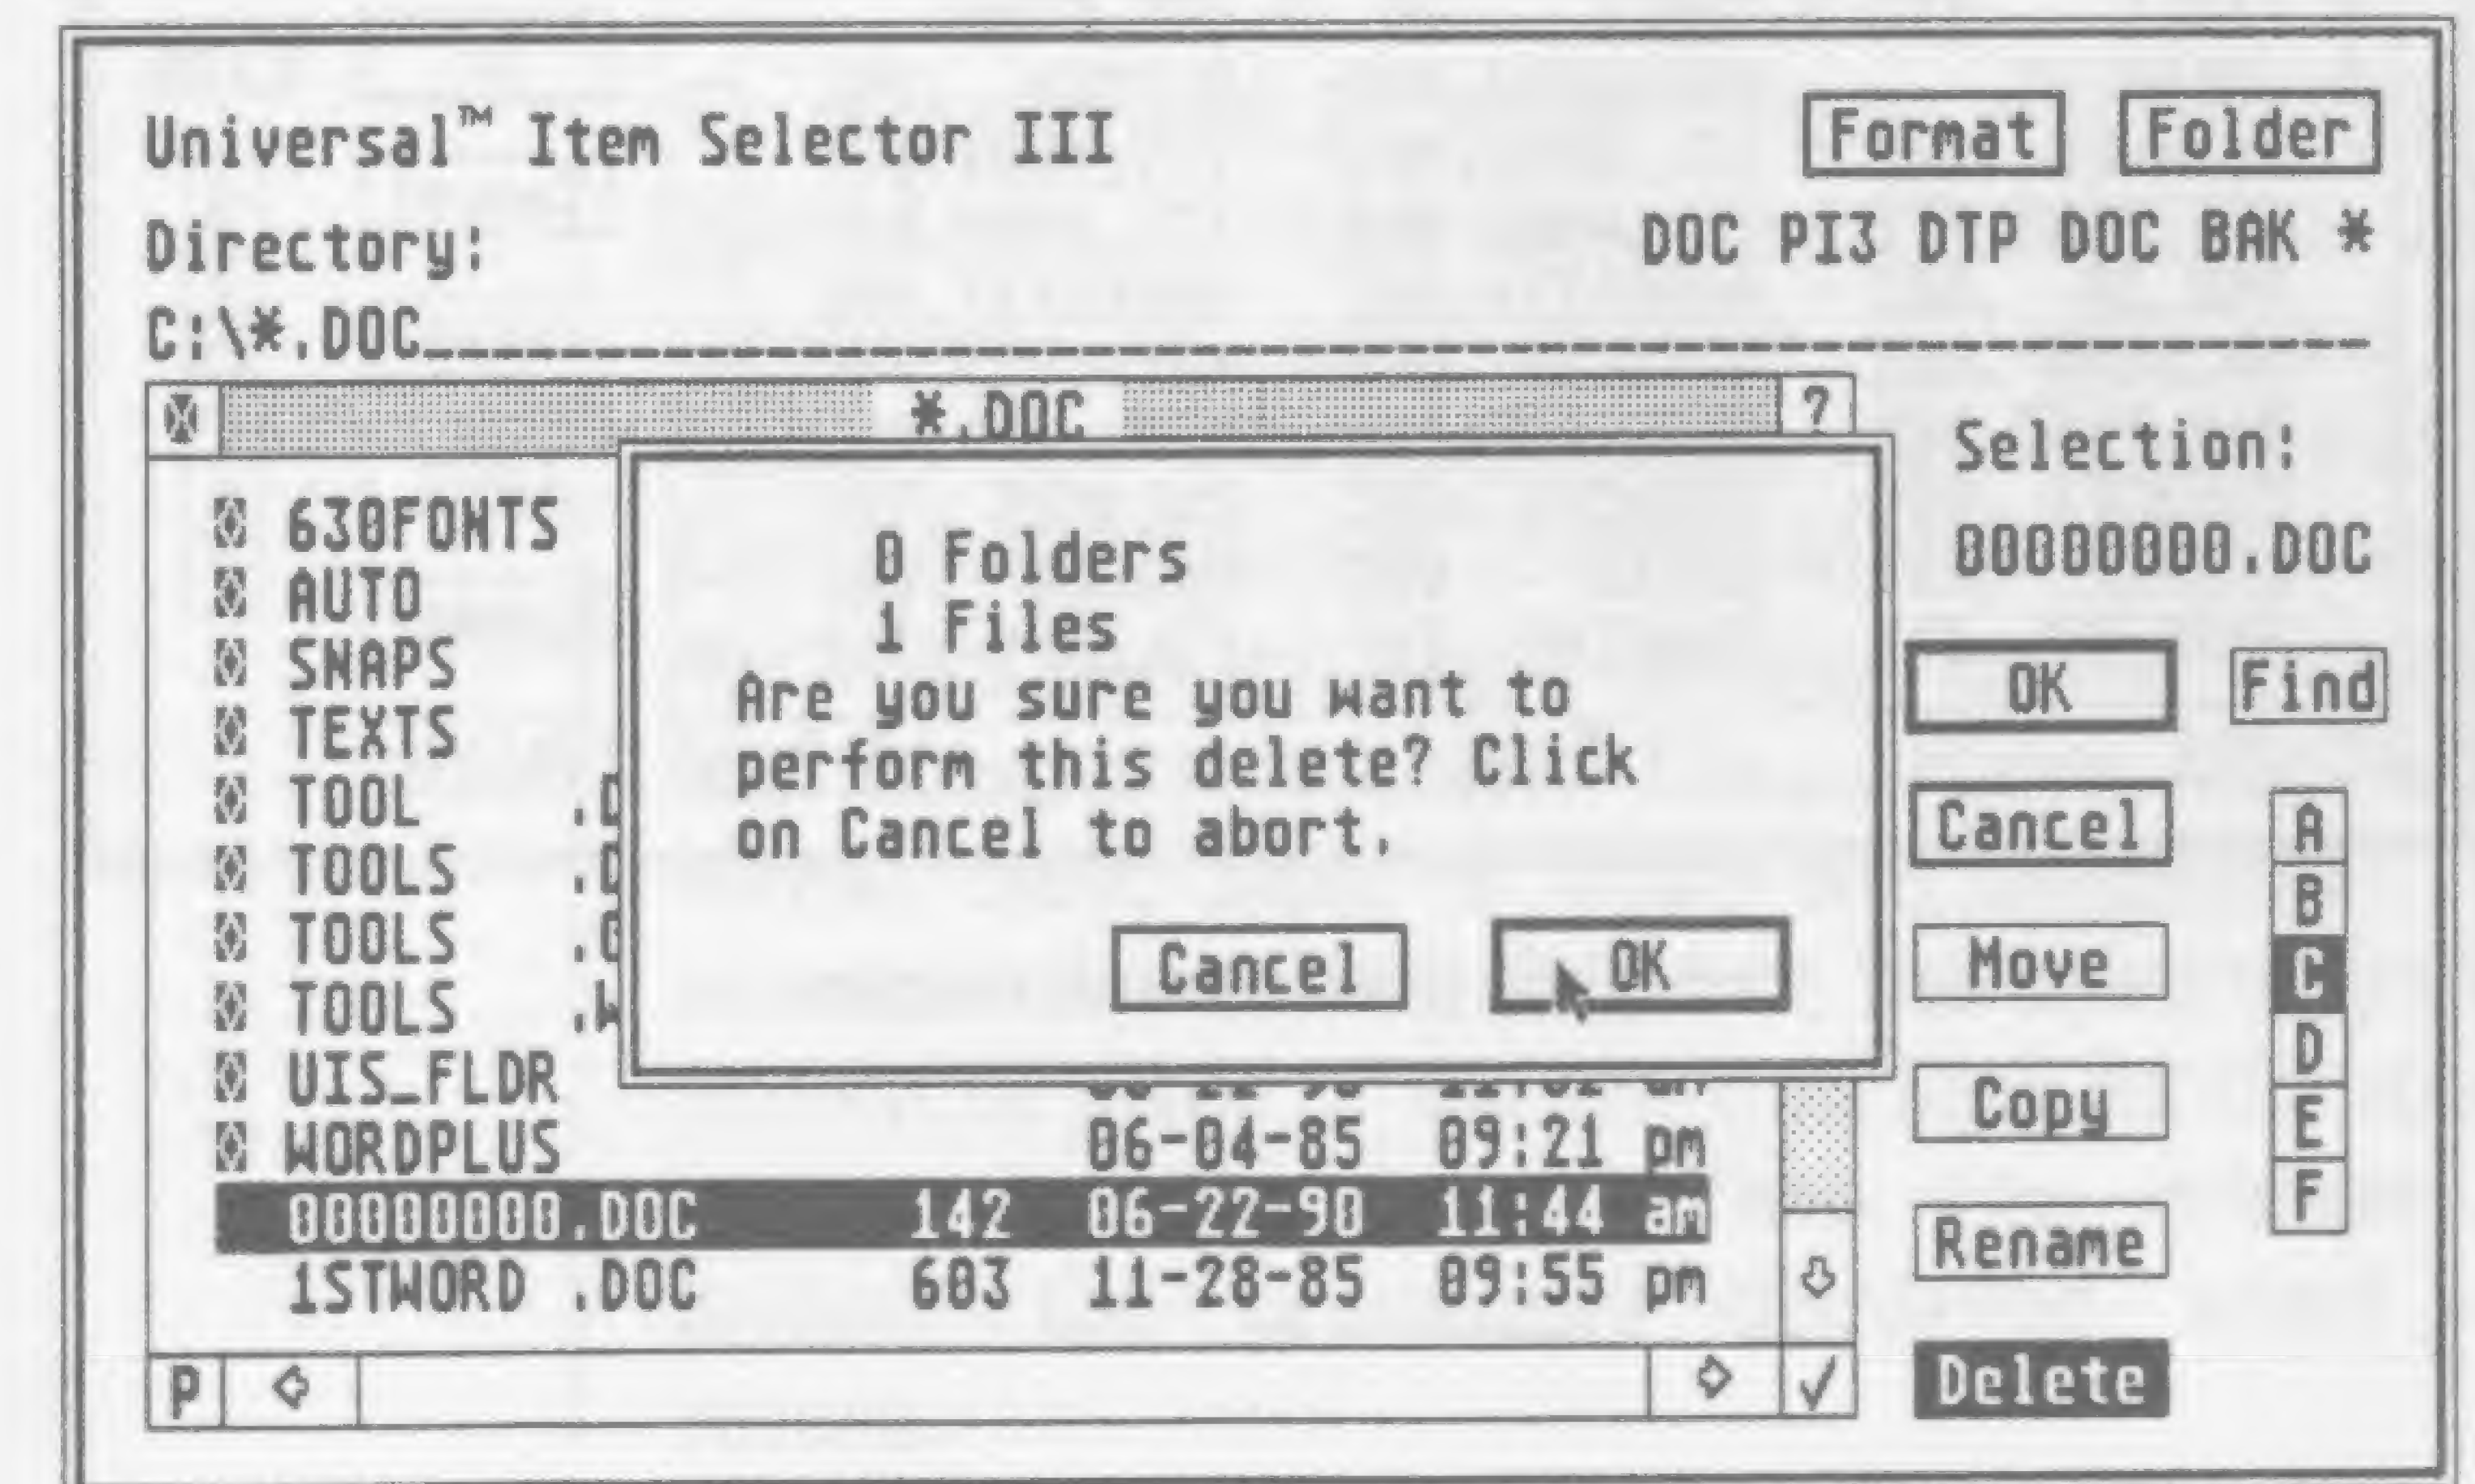 Universal™ Item Selector III
Format Folder
Directory:
DOC PI3 DTP DOC BAK *
C:\*.DOC
*.DOC ?
Selection:
00000000.DOC
630FONTS
AUTO
SNAPS
TEXTS
TOOL .D
TOOLS .D
TOOLS
TOOLS .W
UIS_FLDR
WORDPLUS 06-04-85 09:21 pm
00000000.DOC 142 06-22-90 11:44 am
1STWORD .DOC 603 11-28-85 09:55 pm
P
0 Folders
1 Files
Are you sure you want to
perform this delete? Click
on Cancel to abort.
Cancel OK
OK Find
Cancel
Move
Copy
Rename
Delete
A
B
C
D
E
F